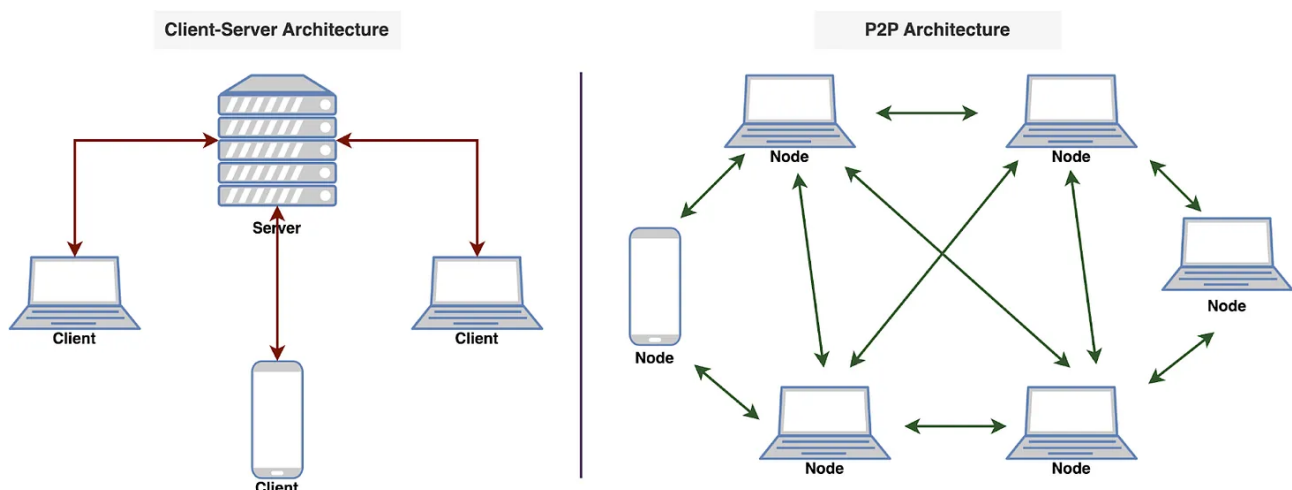 Client-Server Architecture
P2P Architecture
Server
Client
Client
Client
Node
Node
Node
Node
Node
Node